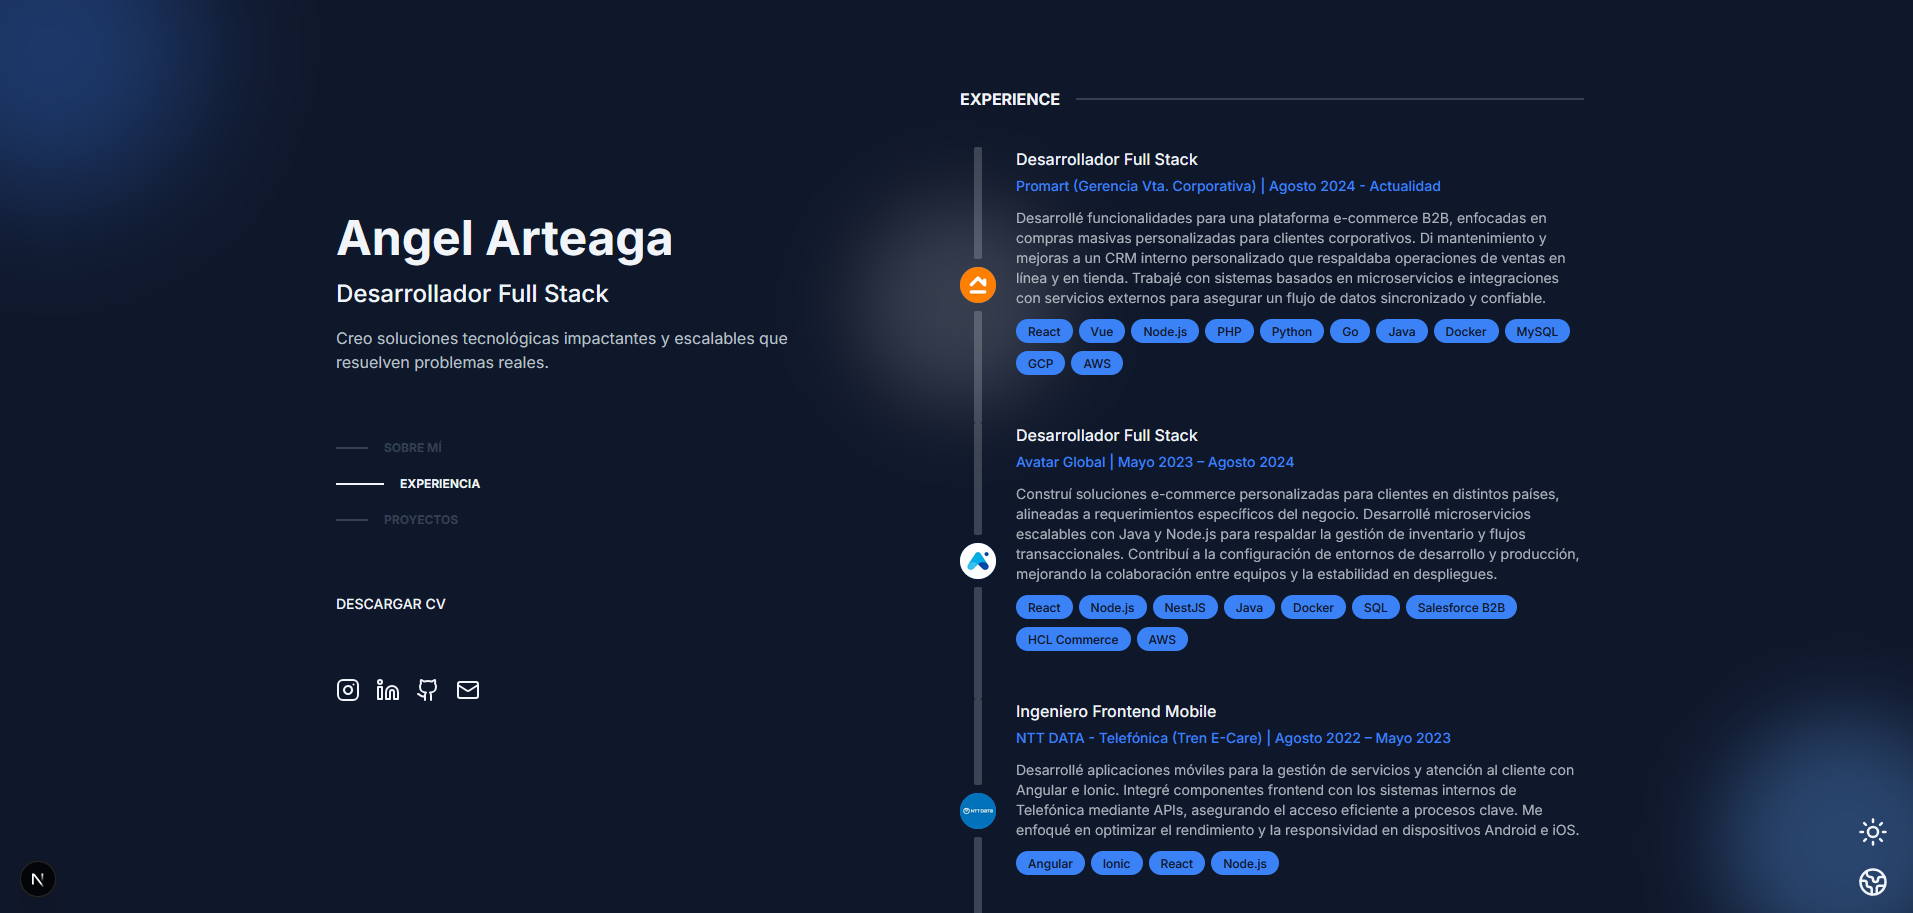 Angel Arteaga
Desarrollador Full Stack
Creo soluciones tecnológicas impactantes y escalables que
resuelven problemas reales.
SOBRE MÍ
EXPERIENCIA
PROYECTOS
DESCARGAR CV
N
EXPERIENCE
Desarrollador Full Stack
Promart (Gerencia Vta. Corporativa) | Agosto 2024 - Actualidad
Desarrollé funcionalidades para una plataforma e-commerce B2B, enfocadas en
compras masivas personalizadas para clientes corporativos. Di mantenimiento y
mejoras a un CRM interno personalizado que respaldaba operaciones de ventas en
línea y en tienda. Trabajé con sistemas basados en microservicios e integraciones
con servicios externos para asegurar un flujo de datos sincronizado y confiable.
React Vue Node.js PHP Python Go Java Docker MySQL
GCP AWS
Desarrollador Full Stack
Avatar Global | Mayo 2023 – Agosto 2024
Construí soluciones e-commerce personalizadas para clientes en distintos países,
alineadas a requerimientos específicos del negocio. Desarrollé microservicios
escalables con Java y Node.js para respaldar la gestión de inventario y flujos
transaccionales. Contribuí a la configuración de entornos de desarrollo y producción,
mejorando la colaboración entre equipos y la estabilidad en despliegues.
React Node.js NestJS Java Docker SQL Salesforce B2B
HCL Commerce AWS
Ingeniero Frontend Mobile
NTT DATA - Telefónica (Tren E-Care) | Agosto 2022 – Mayo 2023
NTT DATA
Desarrollé aplicaciones móviles para la gestión de servicios y atención al cliente con
Angular e Ionic. Integré componentes frontend con los sistemas internos de
Telefónica mediante APIs, asegurando el acceso eficiente a procesos clave. Me
enfoqué en optimizar el rendimiento y la responsividad en dispositivos Android e iOS.
Angular Ionic React Node.js